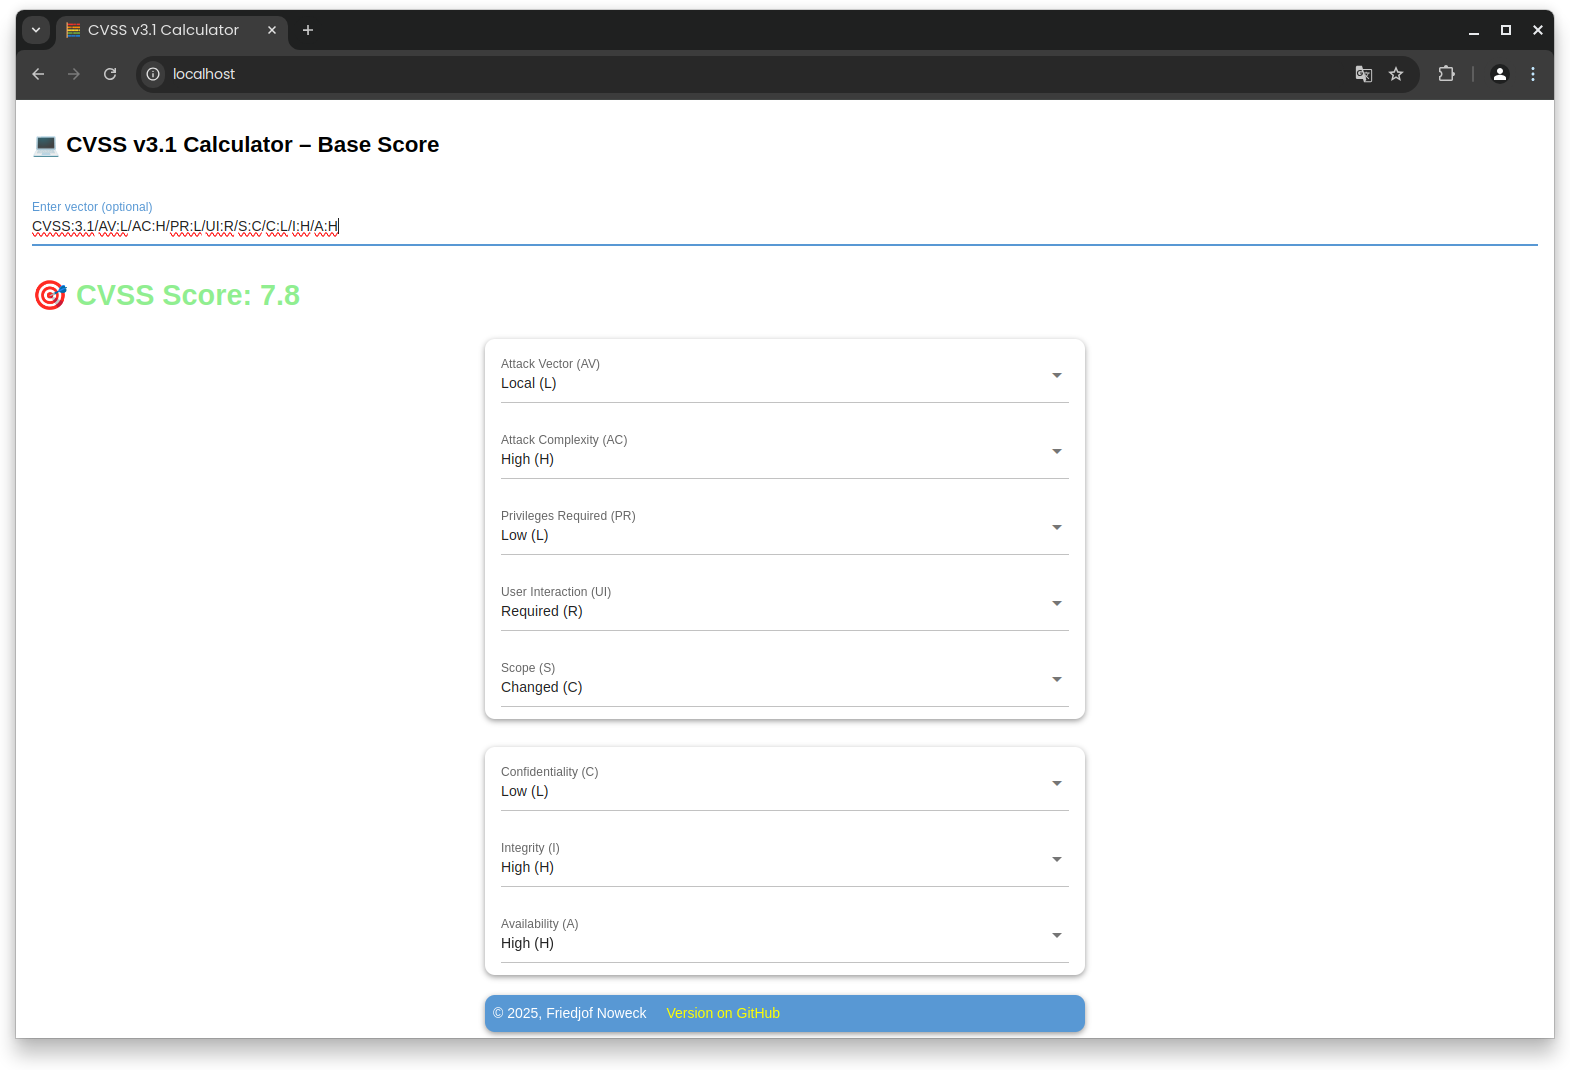 CVSS v3.1 Calculator
localhost
CVSS v3.1 Calculator – Base Score
Enter vector (optional)
CVSS:3.1/AV:L/AC:H/PR:L/UI:R/S:C/C:L/I:H/A:H
CVSS Score: 7.8
Attack Vector (AV)
Local (L)
Attack Complexity (AC)
High (H)
Privileges Required (PR)
Low (L)
User Interaction (UI)
Required (R)
Scope (S)
Changed (C)
Confidentiality (C)
Low (L)
Integrity (I)
High (H)
Availability (A)
High (H)
© 2025, Friedjof Noweck Version on GitHub